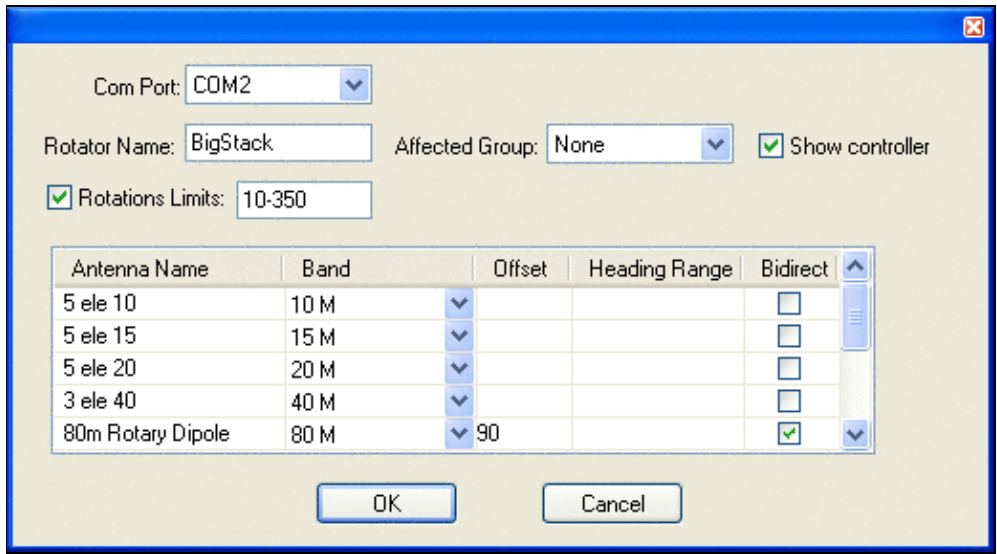 Com Port: COM2
Rotator Name: BigStack Affected Group: None Show controller
Rotations Limits: 10-350
Antenna Name Band Offset Heading Range Bidirect
5 ele 10 10 M
5 ele 15 15 M
5 ele 20 20 M
3 ele 40 40 M
80m Rotary Dipole 80 M 90
OK Cancel